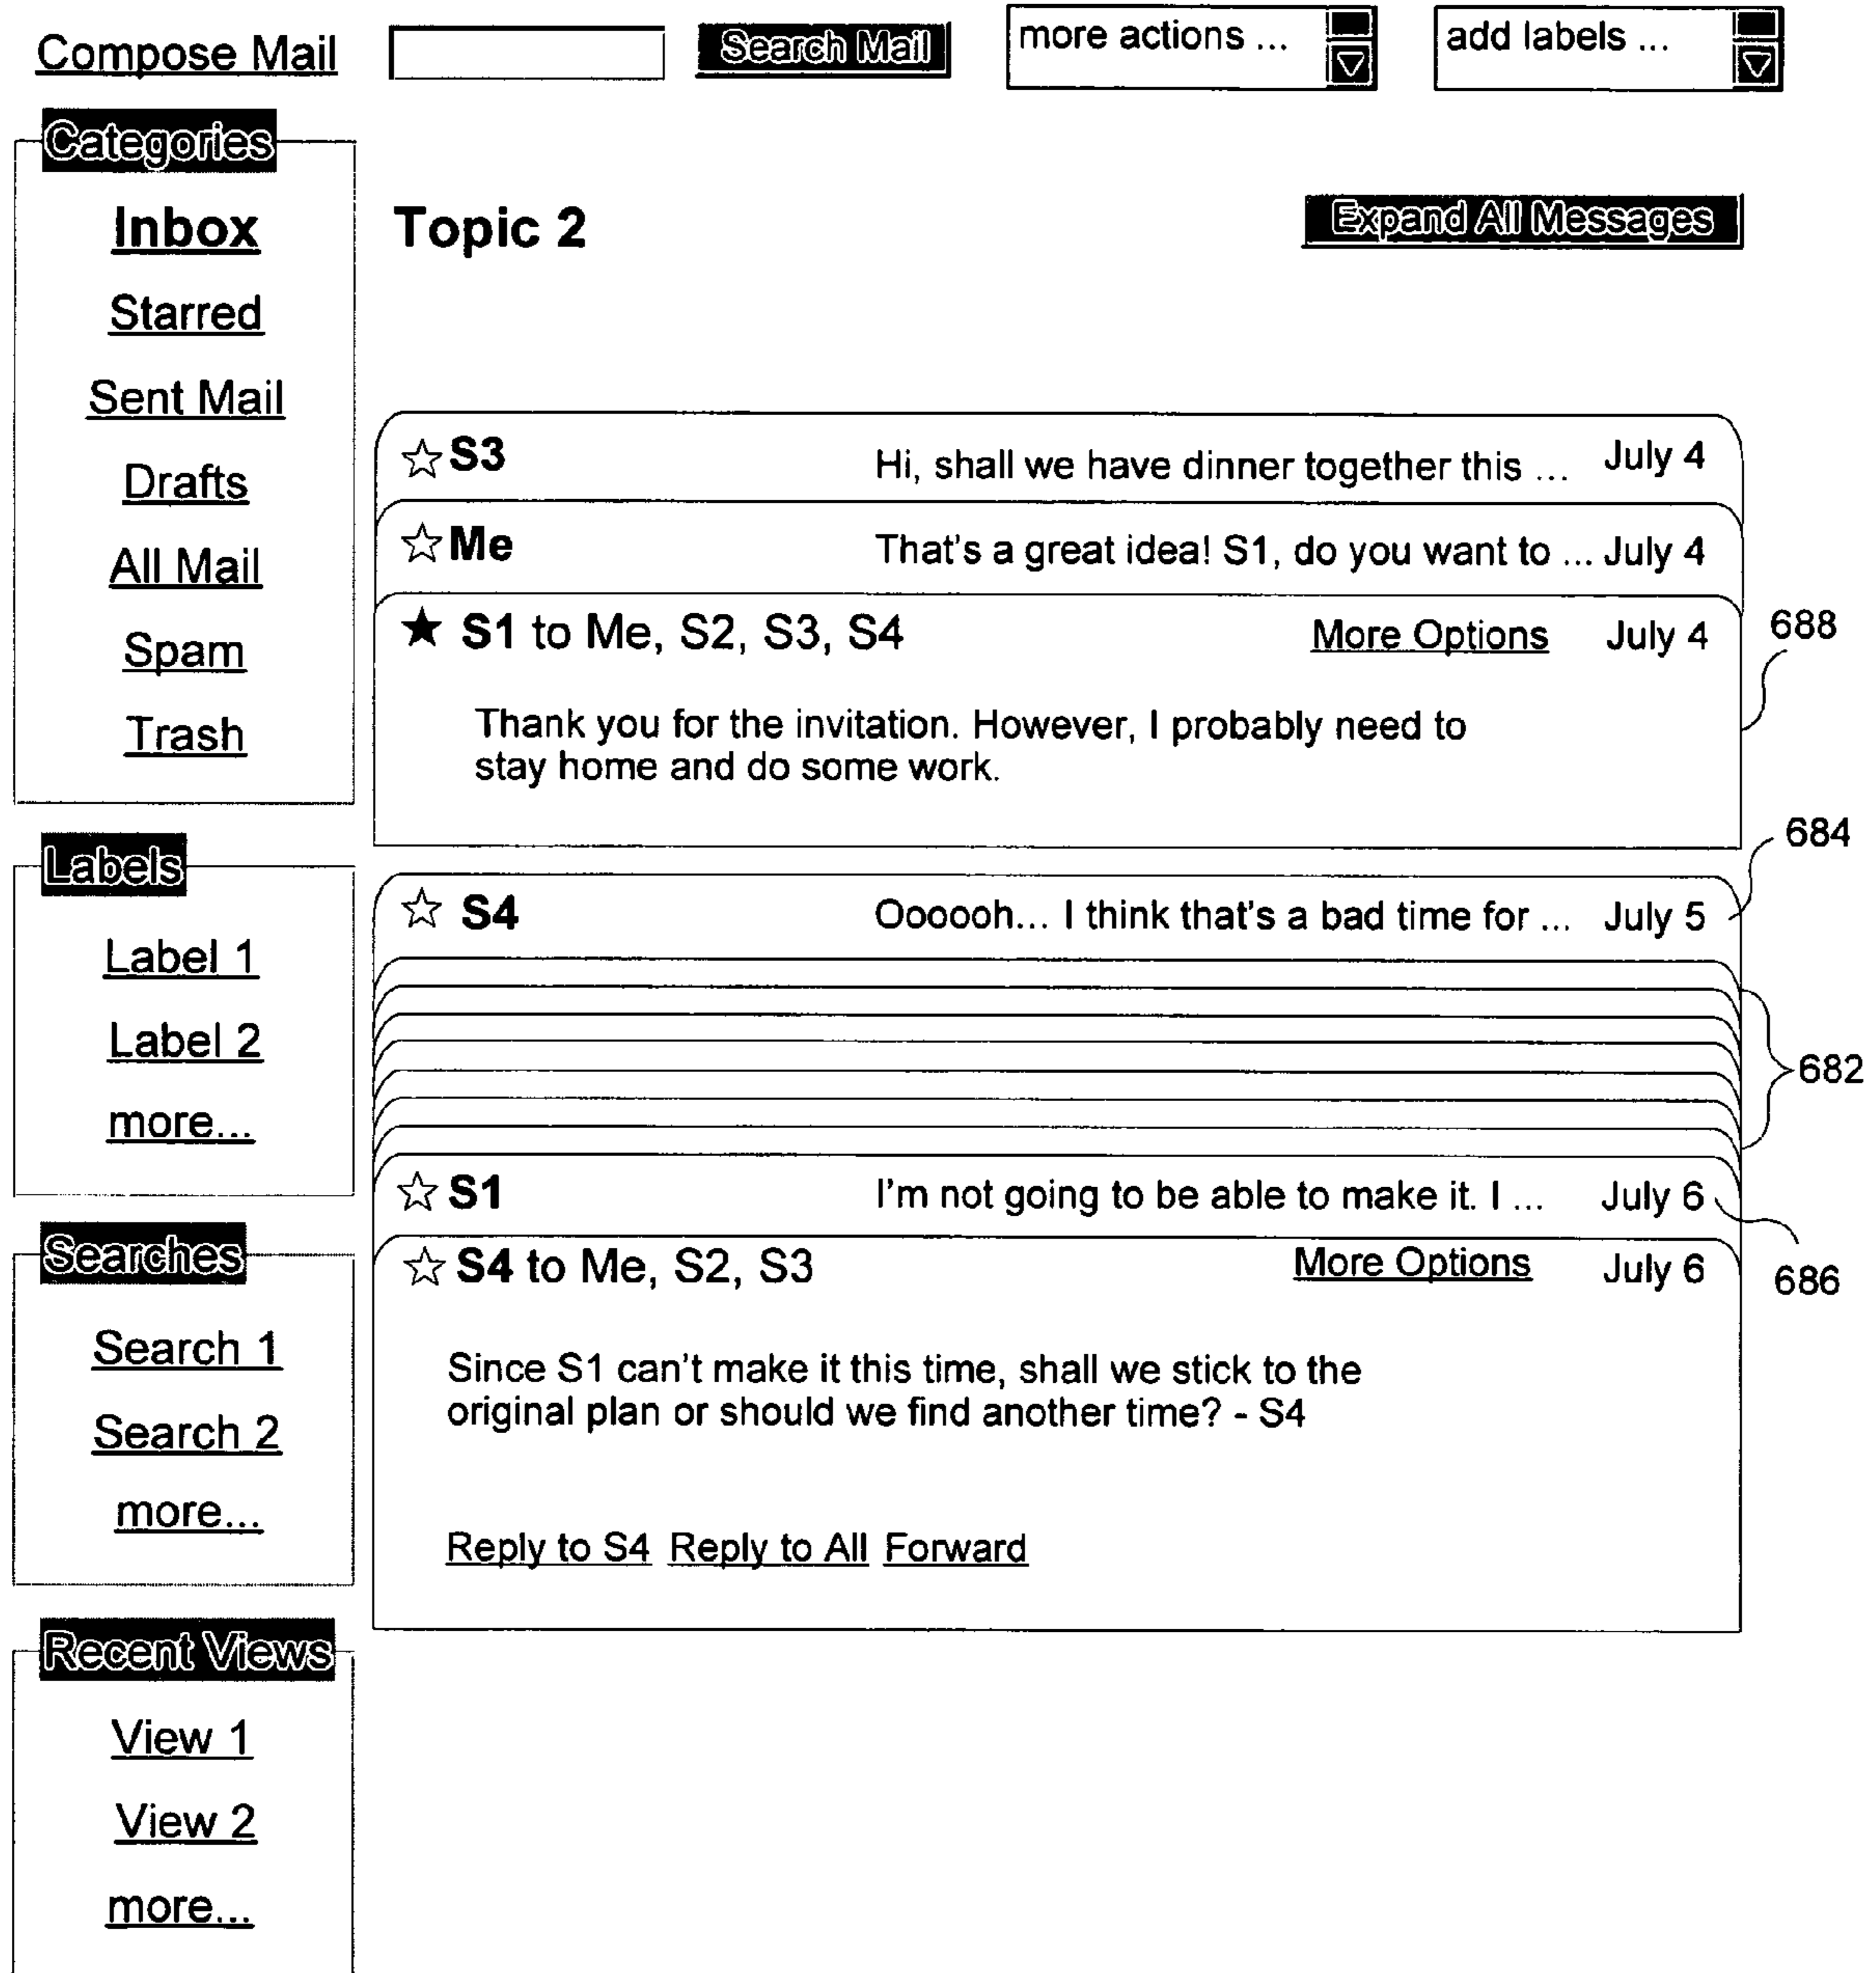 Compose Mail Search Mail more actions ... add labels ...
Categories
Inbox
Starred
Sent Mail
Drafts
All Mail
Spam
Trash
Labels
Label 1
Label 2
more...
Searches
Search 1
Search 2
more...
Recent Views
View 1
View 2
more...
Topic 2 Expand All Messages
S3 Hi, shall we have dinner together this ... July 4
Me That's a great idea! S1, do you want to ... July 4
S1 to Me, S2, S3, S4 More Options July 4
688
Thank you for the invitation. However, I probably need to
stay home and do some work.
684
S4 Oooooh... I think that's a bad time for ... July 5
682
S1 I'm not going to be able to make it. I ... July 6
S4 to Me, S2, S3 More Options July 6
686
Since S1 can't make it this time, shall we stick to the
original plan or should we find another time? - S4
Reply to S4 Reply to All Forward